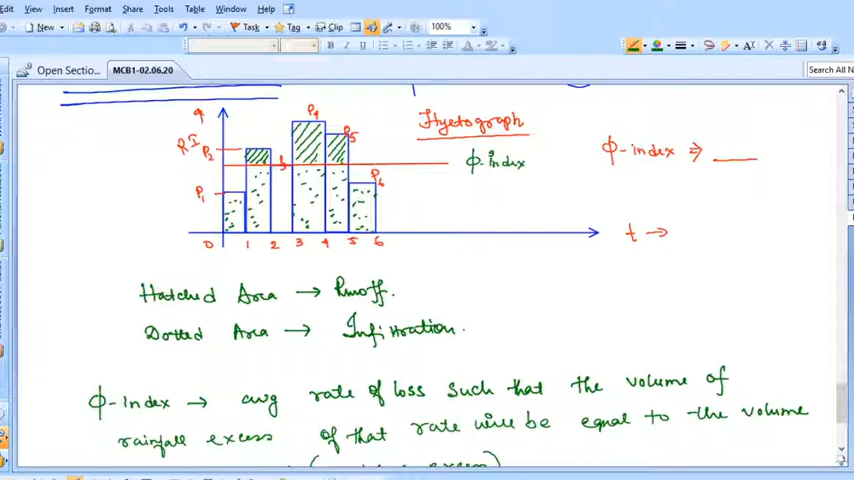 Edit View Insert Format Share Tools Table Window Help
New Task Tag Clip 100%
B I U A
Open Sectio... MCB1-02.06.20 Search All N
Hyetograph
RI
P1 P2 P4 P5 P6
φ-index
φ-index ⇒ ____
0 1 2 3 4 5 6
t →
Hatched Area → Runoff.
Dotted Area → Infiltration.
φ-index → avg rate of loss such that the volume of
rainfall excess of that rate will be equal to the volume